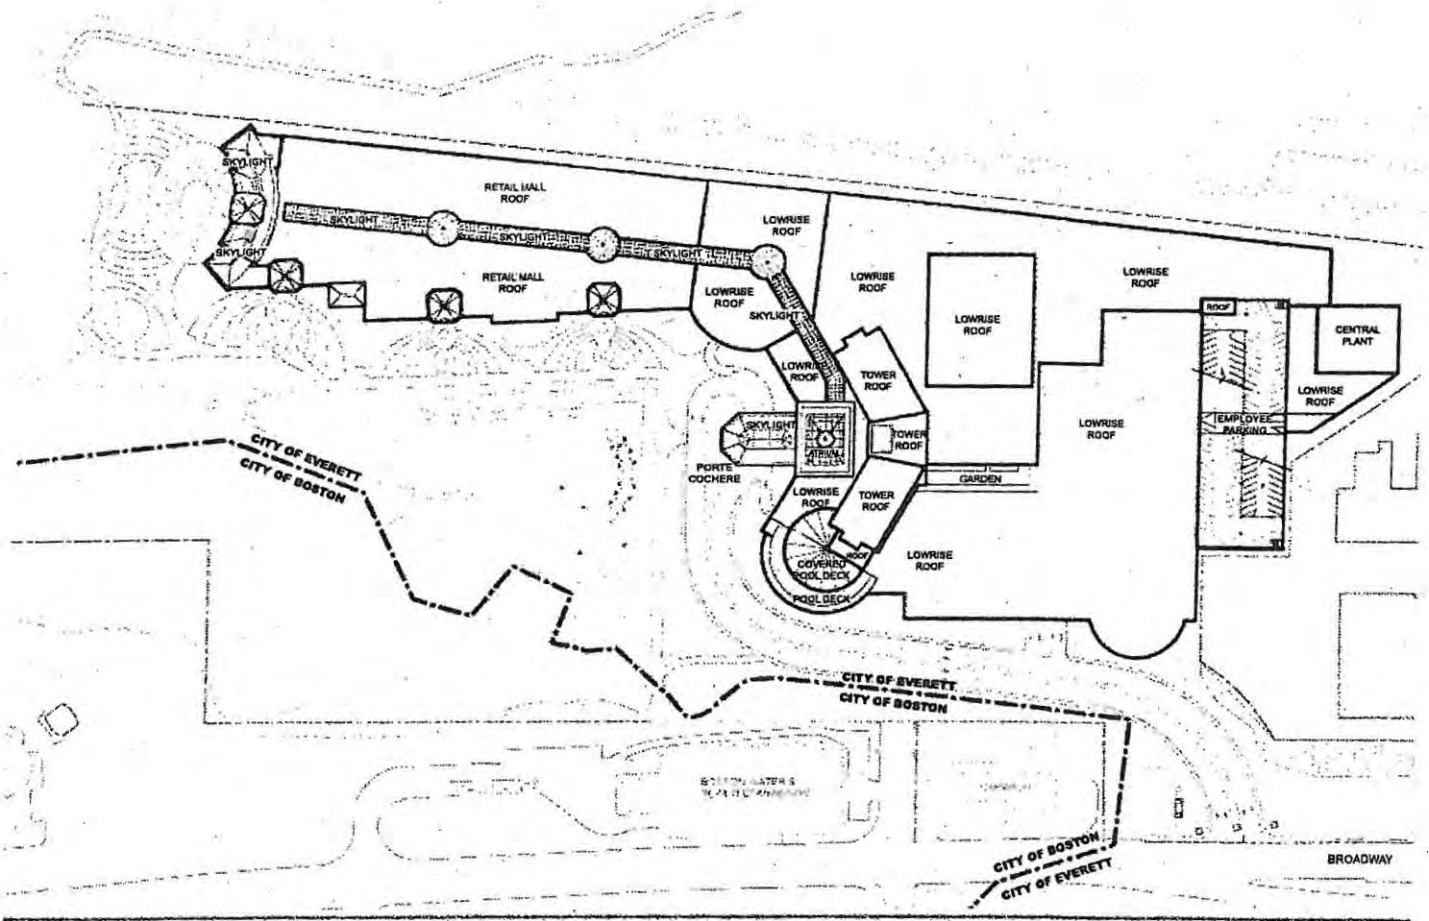 SKYLIGHT
RETAIL MALL
ROOF
SKYLIGHT
SKYLIGHT
SKYLIGHT
LOWRISE
ROOF
SKYLIGHT
RETAIL MALL
ROOF
LOWRISE
ROOF
SKYLIGHT
LOWRISE
ROOF
LOWRISE
ROOF
LOWRISE
ROOF
ROOF
CENTRAL
PLANT
LOWRISE
ROOF
TOWER
ROOF
LOWRISE
ROOF
EMPLOYEE
PARKING
LOWRISE
ROOF
SKYLIGHT
ATRIUM
TOWER
ROOF
PORTE
COCHERE
GARDEN
LOWRISE
ROOF
TOWER
ROOF
ROOF
COVERED
POOL DECK
POOL DECK
LOWRISE
ROOF
CITY OF EVERETT
CITY OF BOSTON
CITY OF EVERETT
CITY OF BOSTON
BOSTON WATER &
CITY OF BOSTON
CITY OF EVERETT
BROADWAY